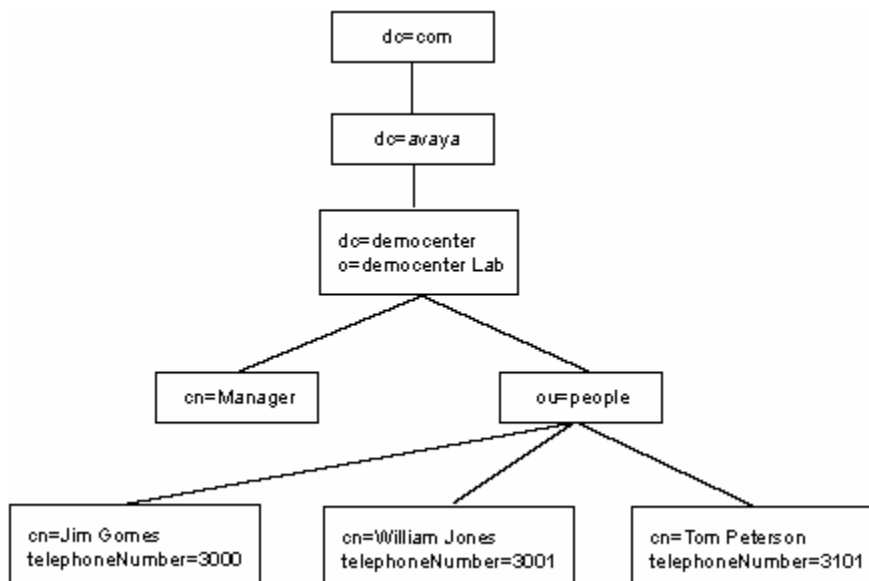 dc=com
dc=avaya
dc=democenter
o=democenter Lab
cn=Manager
ou=people
cn=Jim Gomes
telephoneNumber=3000
cn=William Jones
telephoneNumber=3001
cn=Tom Peterson
telephoneNumber=3101